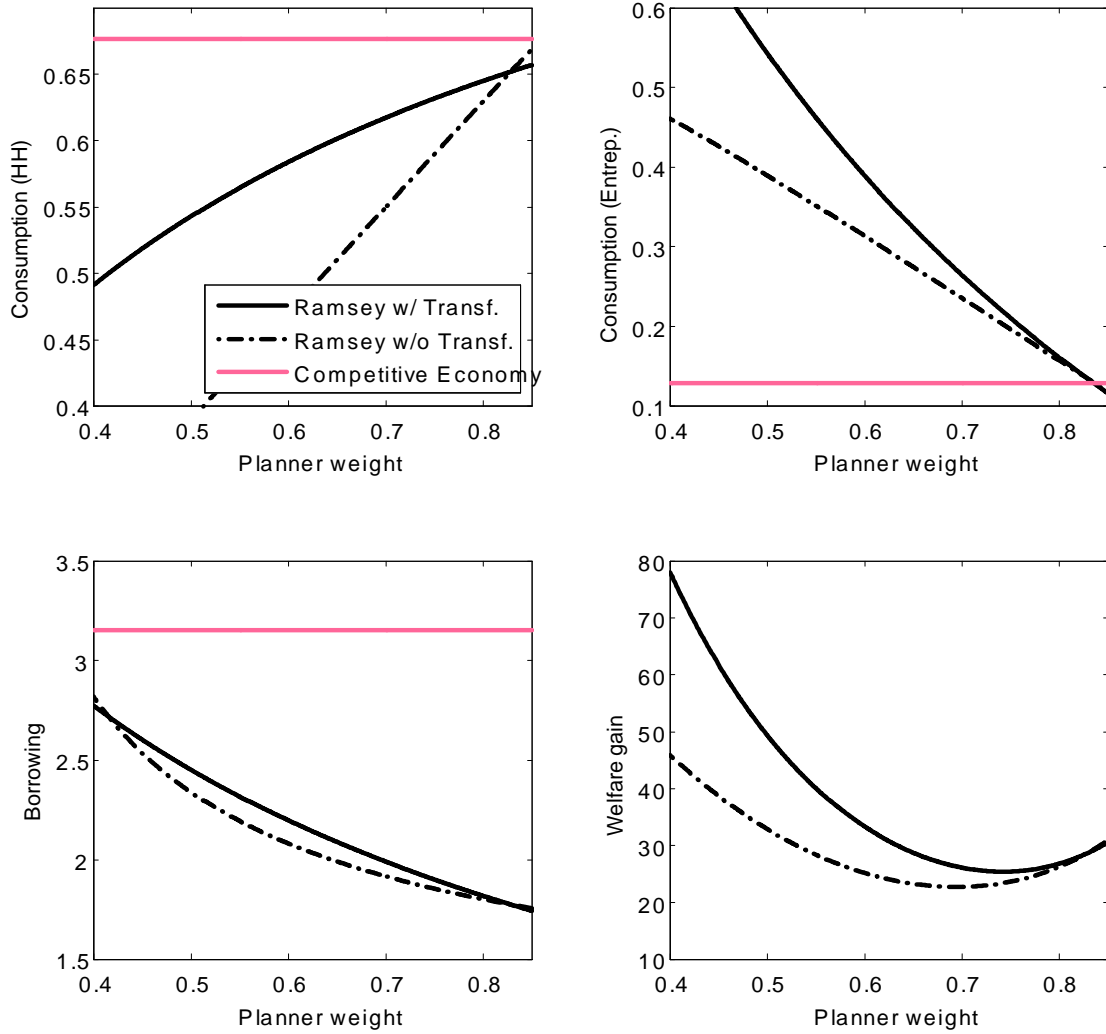 0.65
0.6
0.55
0.5
0.45
0.4
Consumption (HH)
Ramsey w/ Transf.
Ramsey w/o Transf.
Competitive Economy
0.4 0.5 0.6 0.7 0.8
Planner weight
0.6
0.5
0.4
0.3
0.2
0.1
Consumption (Entrep.)
0.4 0.5 0.6 0.7 0.8
Planner weight
3.5
3
2.5
2
1.5
Borrowing
0.4 0.5 0.6 0.7 0.8
Planner weight
80
70
60
50
40
30
20
10
Welfare gain
0.4 0.5 0.6 0.7 0.8
Planner weight